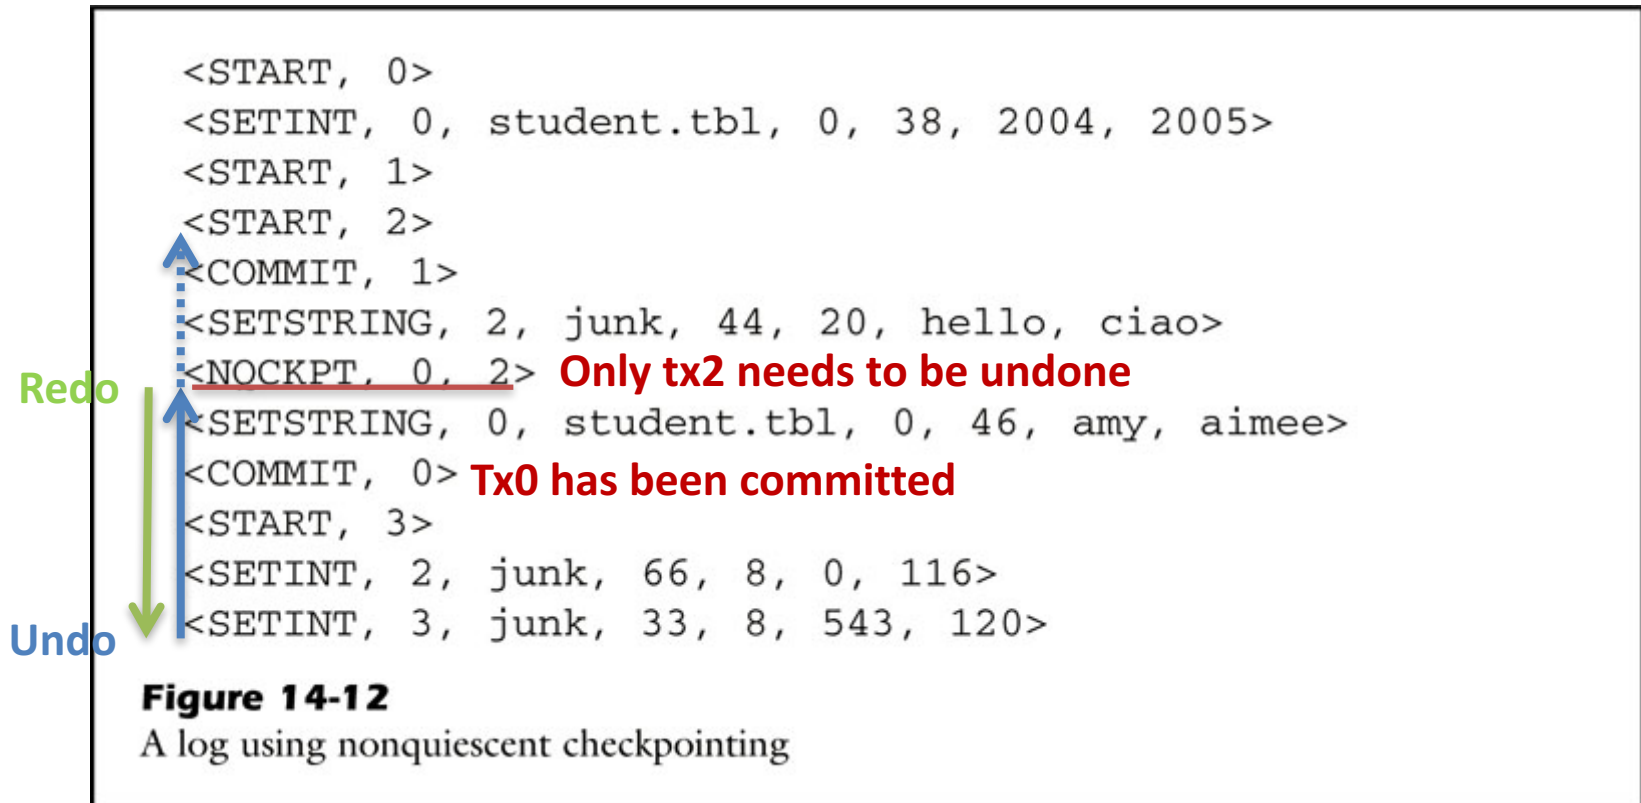 <START, 0>
<SETINT, 0, student.tbl, 0, 38, 2004, 2005>
<START, 1>
<START, 2>
<COMMIT, 1>
<SETSTRING, 2, junk, 44, 20, hello, ciao>
<NQCKPT, 0, 2> Only tx2 needs to be undone
Redo
<SETSTRING, 0, student.tbl, 0, 46, amy, aimee>
<COMMIT, 0> Tx0 has been committed
<START, 3>
<SETINT, 2, junk, 66, 8, 0, 116>
<SETINT, 3, junk, 33, 8, 543, 120>
Undo
Figure 14-12
A log using nonquiescent checkpointing